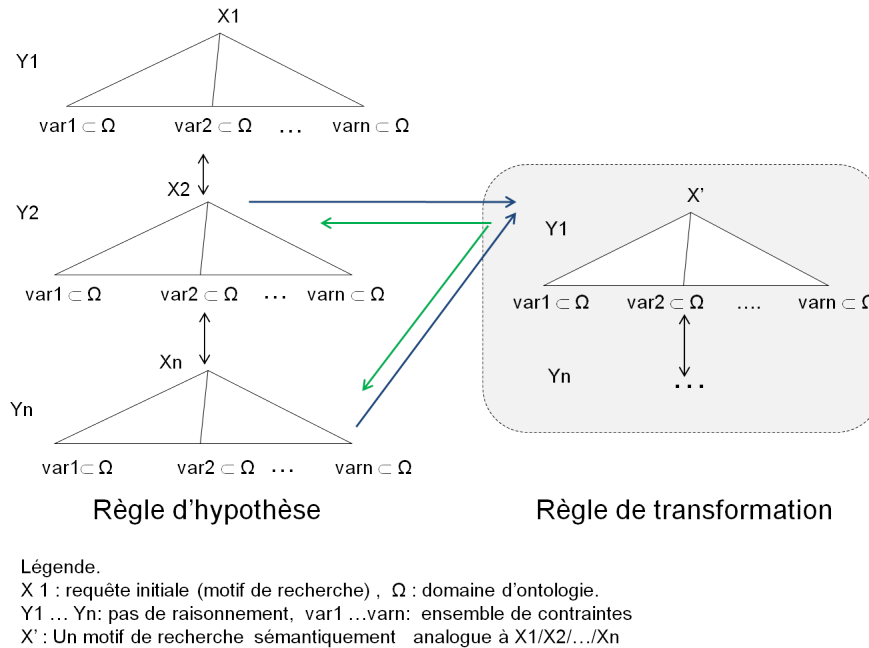 X1
Y1
var1 ⊂ Ω var2 ⊂ Ω … varn ⊂ Ω
X2
Y2
var1 ⊂ Ω var2 ⊂ Ω … varn ⊂ Ω
Xn
Yn
var1⊂ Ω var2 ⊂ Ω … varn ⊂ Ω
Règle d’hypothèse
X’
Y1
var1 ⊂ Ω var2 ⊂ Ω …. varn ⊂ Ω
Yn
…
Règle de transformation
Légende.
X 1 : requête initiale (motif de recherche) , Ω : domaine d’ontologie.
Y1 … Yn: pas de raisonnement, var1 …varn: ensemble de contraintes
X’ : Un motif de recherche sémantiquement analogue à X1/X2/…/Xn